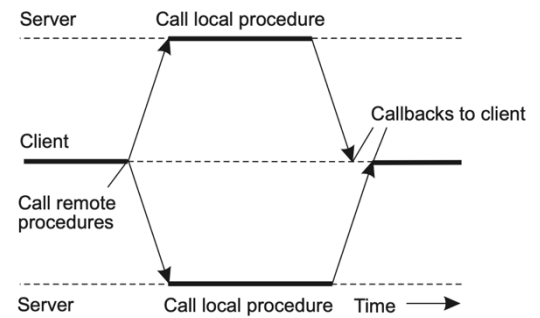 Server
Call local procedure
Callbacks to client
Client
Call remote
procedures
Server
Call local procedure
Time